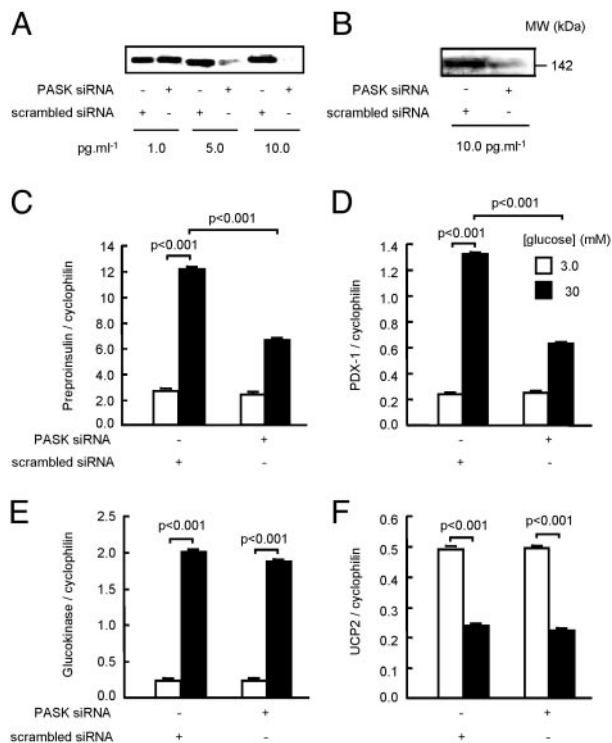 A
PASK siRNA - + - + - +
scrambled siRNA + - + - + -
pg.ml-1 1.0 5.0 10.0
B
MW (kDa)
142
PASK siRNA - +
scrambled siRNA + -
10.0 pg.ml-1
C
p<0.001
p<0.001
Preproinsulin / cyclophilin
14
12
10
8.0
6.0
4.0
2.0
0.0
PASK siRNA - +
scrambled siRNA + -
D
p<0.001
p<0.001
[glucose] (mM)
3.0
30
PDX-1 / cyclophilin
1.4
1.2
1.0
0.8
0.6
0.4
0.2
0.0
- +
+ -
E
p<0.001
p<0.001
Glucokinase / cyclophilin
2.5
2.0
1.5
1.0
0.5
0.0
PASK siRNA - +
scrambled siRNA + -
F
p<0.001
p<0.001
UCP2 / cyclophilin
0.6
0.5
0.4
0.3
0.2
0.1
0.0
- +
+ -